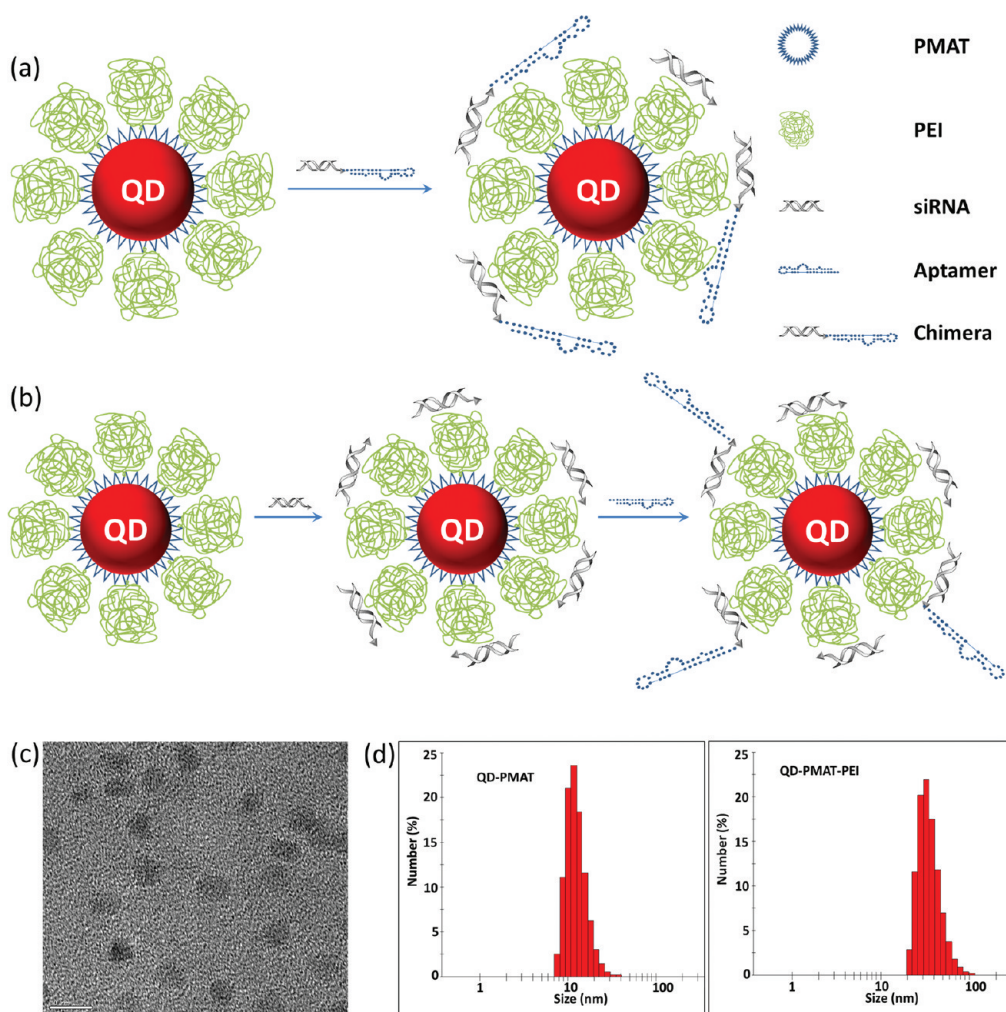 (a)
QD
QD
PMAT
PEI
siRNA
Aptamer
Chimera
(b)
QD
QD
QD
(c)
(d)
25
20
15
10
5
0
Number (%)
QD-PMAT
1
10
100
Size (nm)
25
20
15
10
5
0
Number (%)
QD-PMAT-PEI
1
10
100
Size (nm)